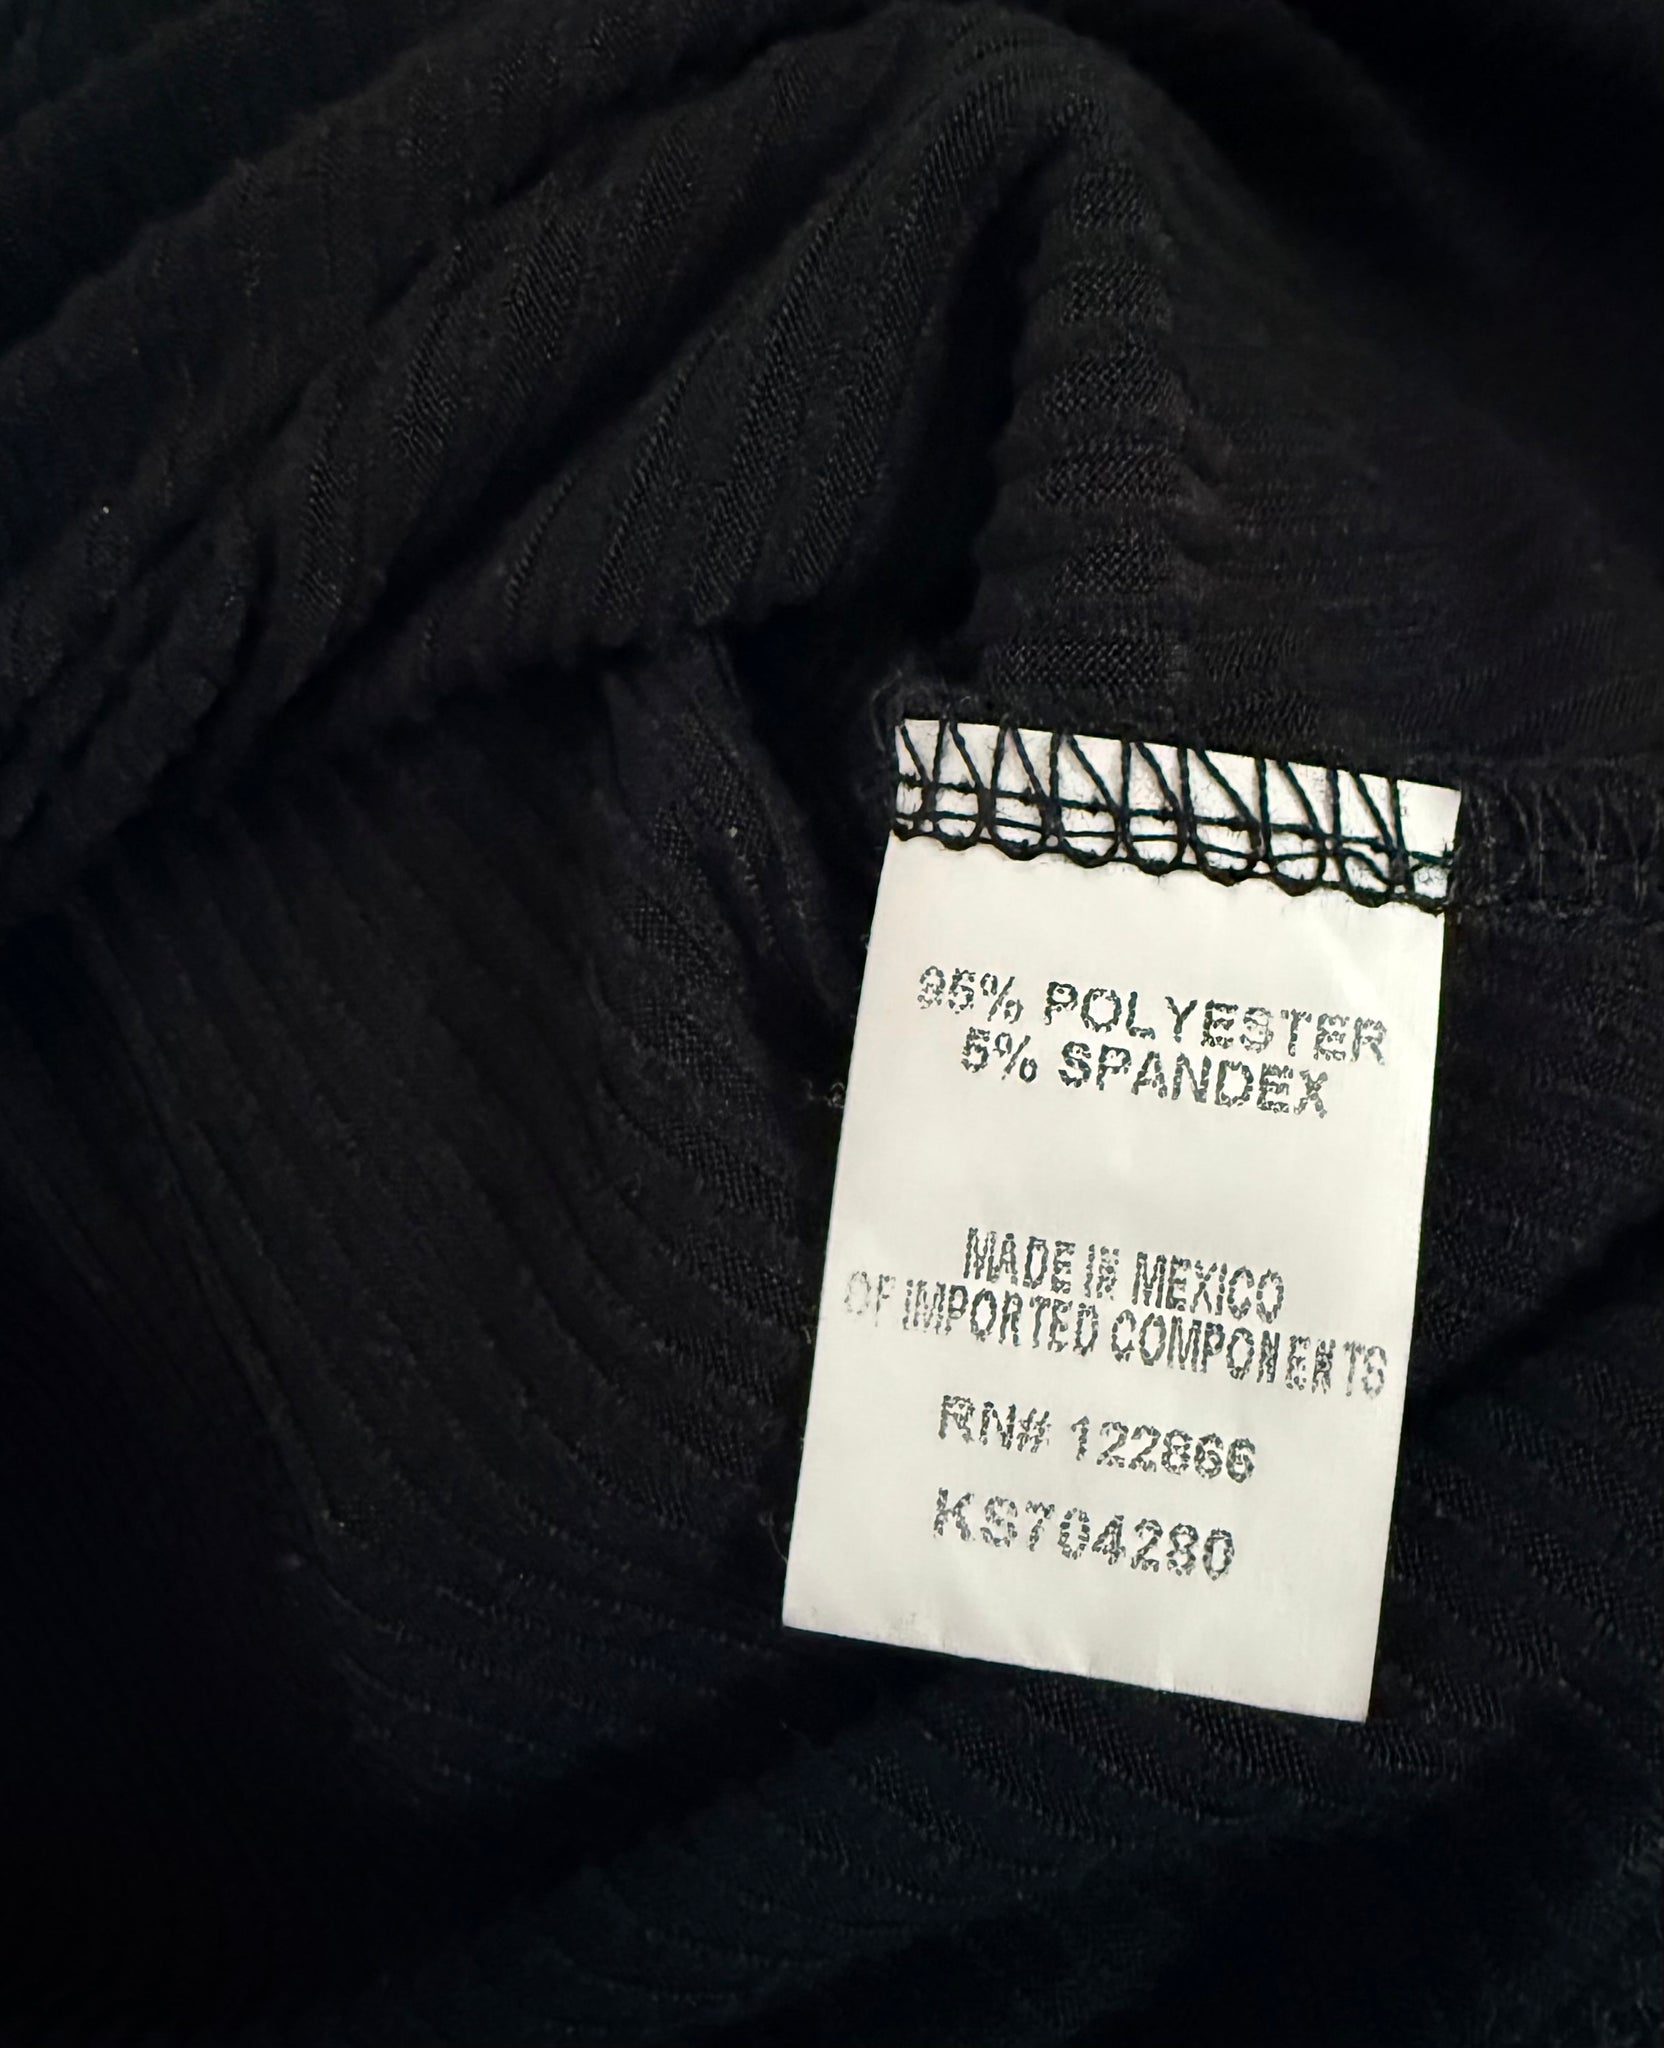 95% POLYESTER
5% SPANDEX
MADE IN MEXICO
OF IMPORTED COMPONENTS
RN# 122866
KS704280